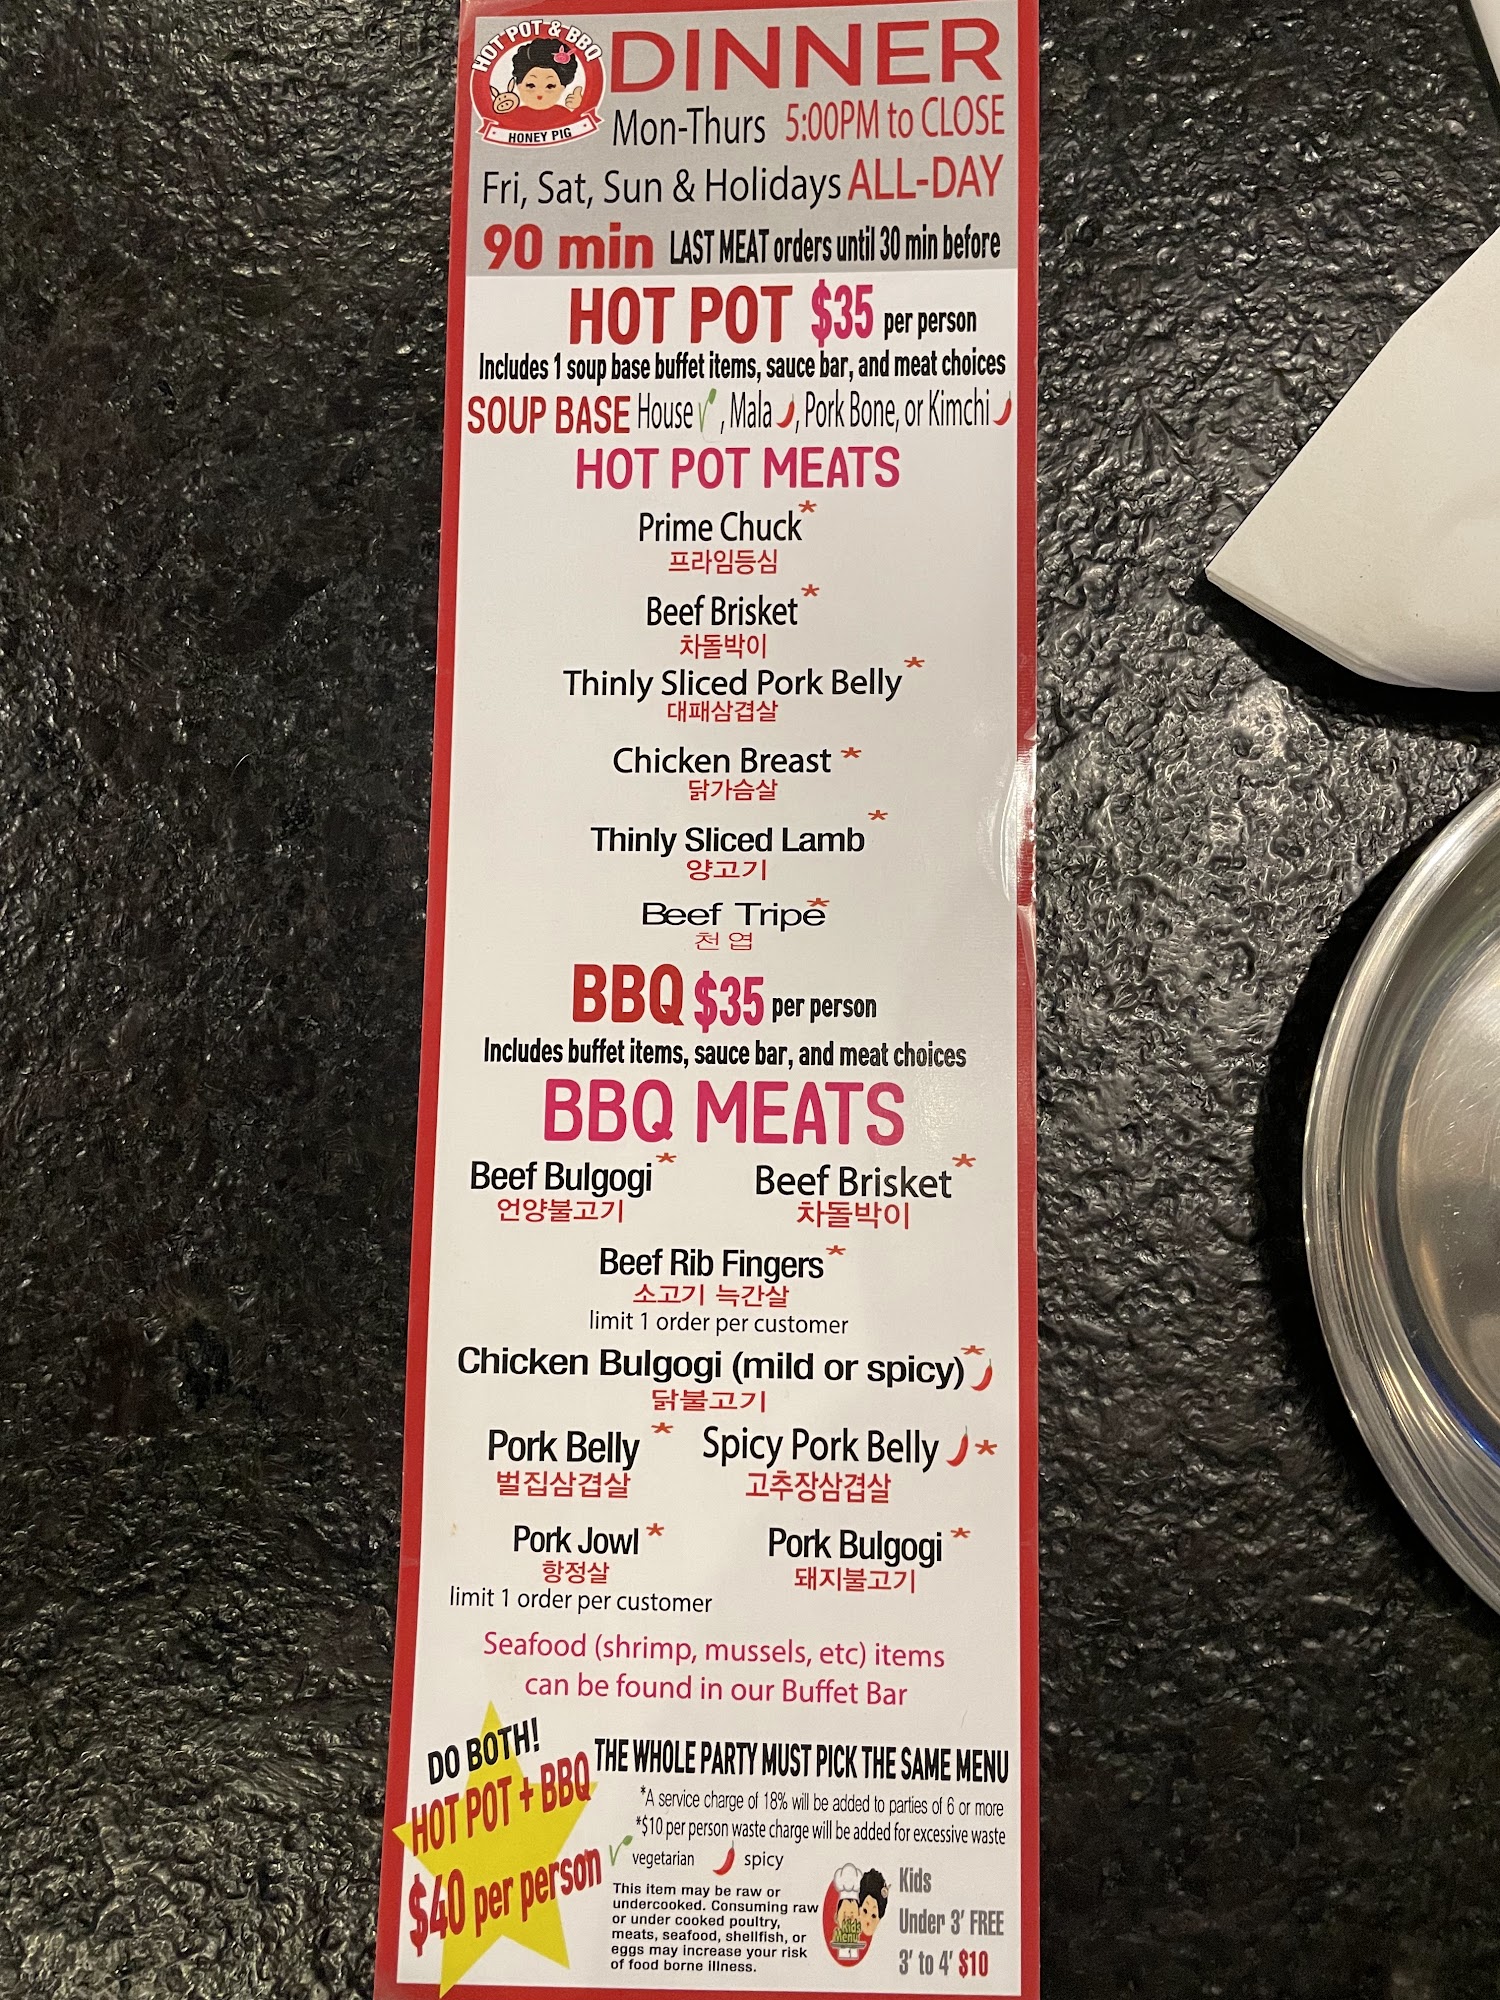 HOT POT & BBQ
HONEY PIG
DINNER
Mon-Thurs 5:00PM to CLOSE
Fri, Sat, Sun & Holidays ALL-DAY
90 min LAST MEAT orders until 30 min before
HOT POT $35 per person
Includes 1 soup base buffet items, sauce bar, and meat choices
SOUP BASE House, Mala, Pork Bone, or Kimchi
HOT POT MEATS
Prime Chuck*
프라임등심
Beef Brisket*
차돌박이
Thinly Sliced Pork Belly*
대패삼겹살
Chicken Breast *
닭가슴살
Thinly Sliced Lamb*
양고기
Beef Tripe*
천엽
BBQ $35 per person
Includes buffet items, sauce bar, and meat choices
BBQ MEATS
Beef Bulgogi* Beef Brisket*
언양불고기 차돌박이
Beef Rib Fingers*
소고기 늑간살
limit 1 order per customer
Chicken Bulgogi (mild or spicy)*
닭불고기
Pork Belly* Spicy Pork Belly*
벌집삼겹살 고추장삼겹살
Pork Jowl* Pork Bulgogi*
항정살 돼지불고기
limit 1 order per customer
Seafood (shrimp, mussels, etc) items
can be found in our Buffet Bar
DO BOTH!
HOT POT + BBQ
$40 per person
THE WHOLE PARTY MUST PICK THE SAME MENU
*A service charge of 18% will be added to parties of 6 or more
*$10 per person waste charge will be added for excessive waste
vegetarian spicy
This item may be raw or
undercooked. Consuming raw
or under cooked poultry,
meats, seafood, shellfish, or
eggs may increase your risk
of food borne illness.
Kids
Menu
Kids
Under 3' FREE
3' to 4' $10